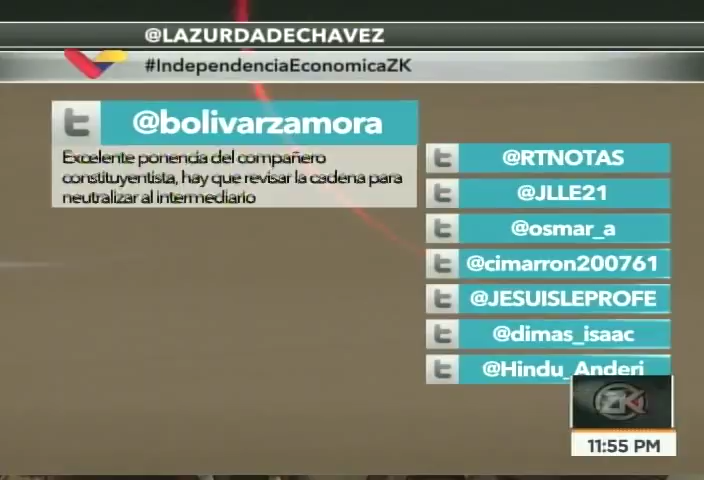 @LAZURDADECHAVEZ
#IndependenciaEconomicaZK
@bolivarzamora
Excelente ponencia del compañero
constituyentista, hay que revisar la cadena para
neutralizar al intermediario
@RTNOTAS
@JLLE21
@osmar_a
@cimarron200761
@JESUISLEPROFE
@dimas_isaac
@Hindu_Anderi
ZK
11:55 PM